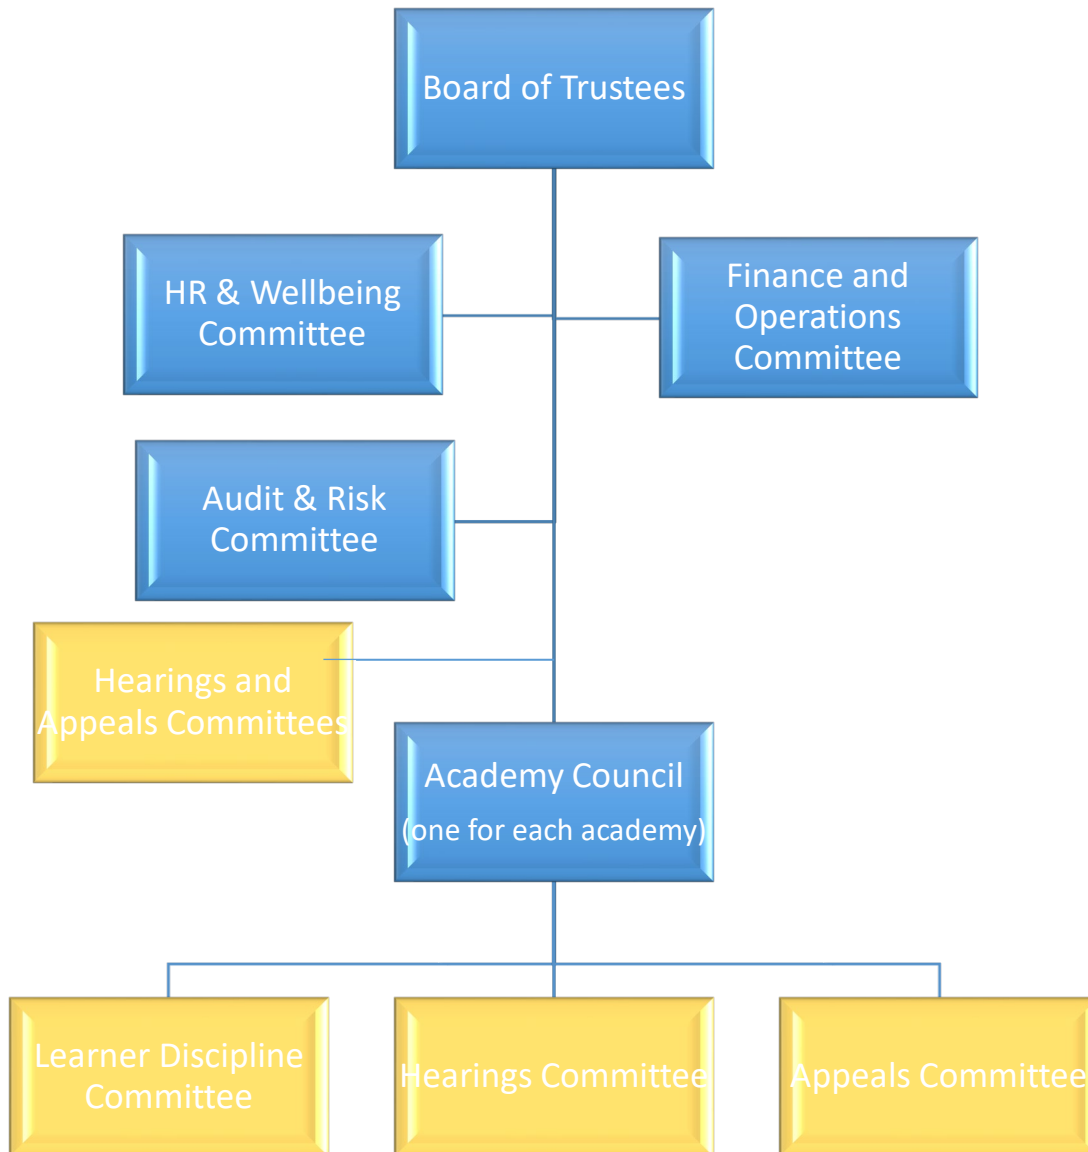 Board of Trustees
HR & Wellbeing
Committee
Finance and
Operations
Committee
Audit & Risk
Committee
Hearings and
Appeals Committees
Academy Council
(one for each academy)
Learner Discipline
Committee
Hearings Committee
Appeals Committee